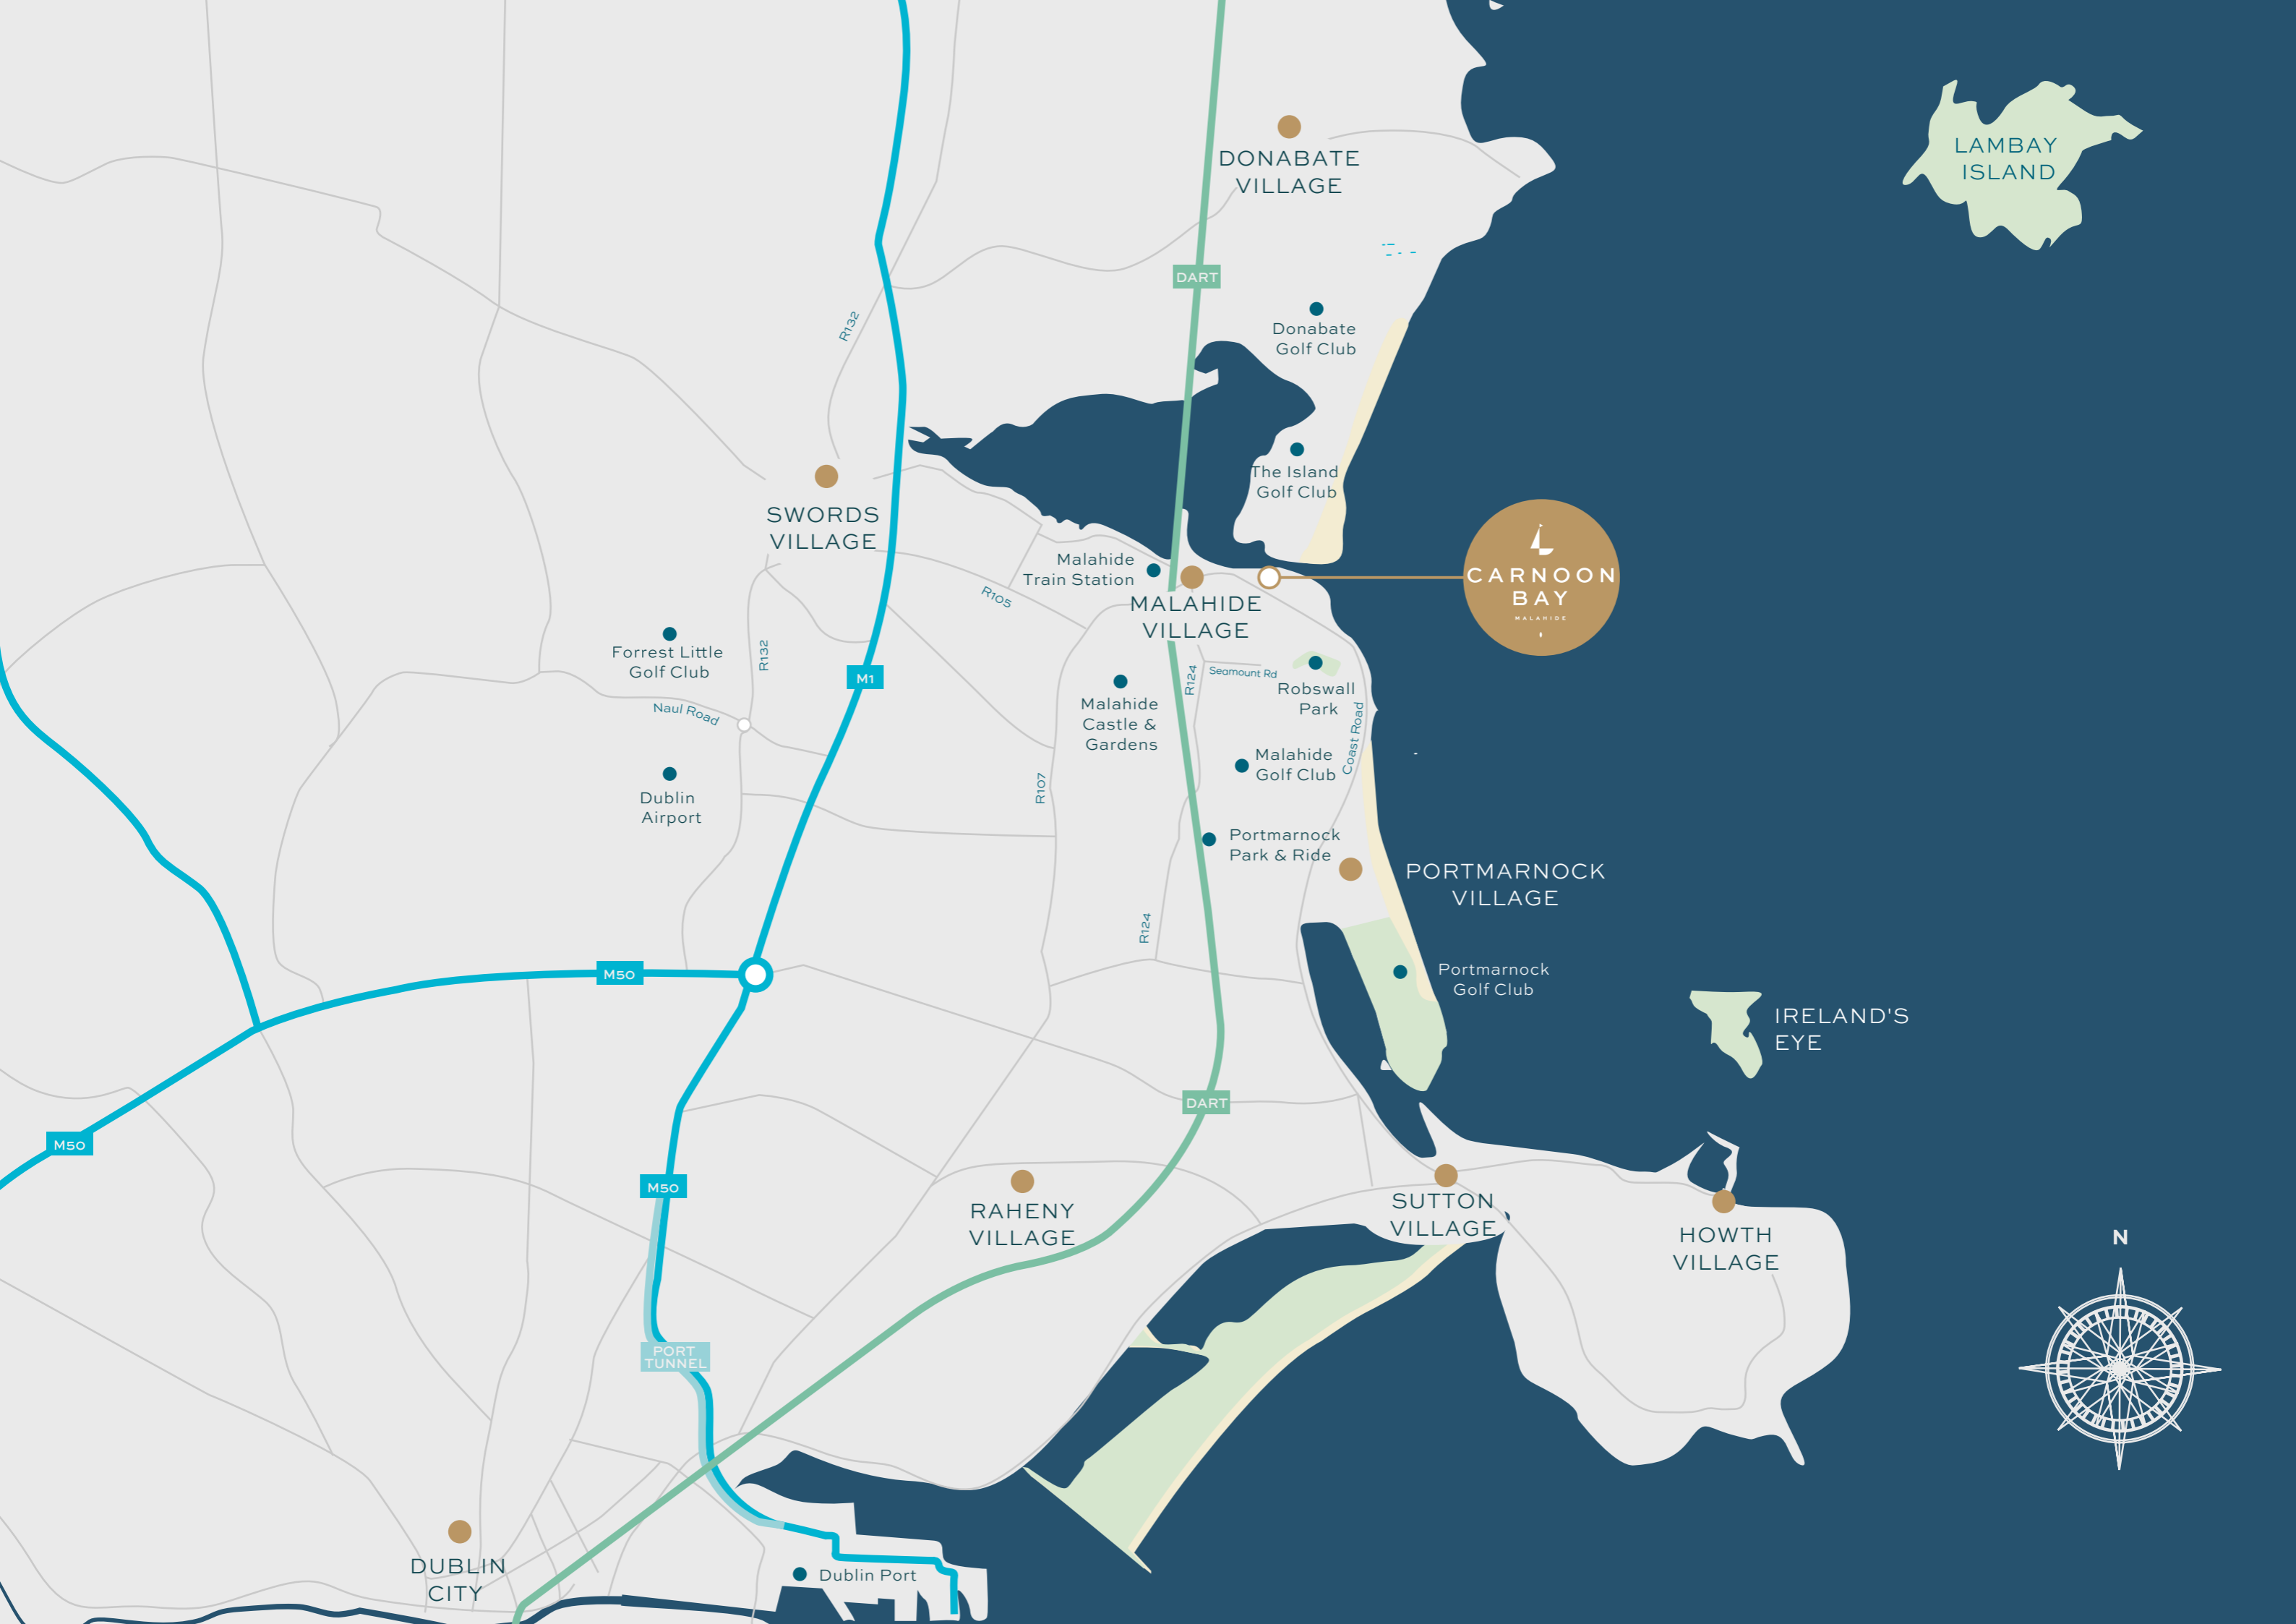 DONABATE
VILLAGE
LAMBAY
ISLAND
DART
R132
Donabate
Golf Club
The Island
Golf Club
SWORDS
VILLAGE
Malahide
Train Station
CARNOON
BAY
MALAHIDE
R105
MALAHIDE
VILLAGE
Forrest Little
Golf Club
R132
M1
R124
Seamount Rd
Robswall
Park
Malahide
Castle &
Gardens
Naul Road
Coast Road
Malahide
Golf Club
R107
Dublin
Airport
Portmarnock
Park & Ride
PORTMARNOCK
VILLAGE
R124
M50
Portmarnock
Golf Club
IRELAND'S
EYE
DART
M50
M50
RAHENY
VILLAGE
SUTTON
VILLAGE
HOWTH
VILLAGE
N
PORT
TUNNEL
DUBLIN
CITY
Dublin Port